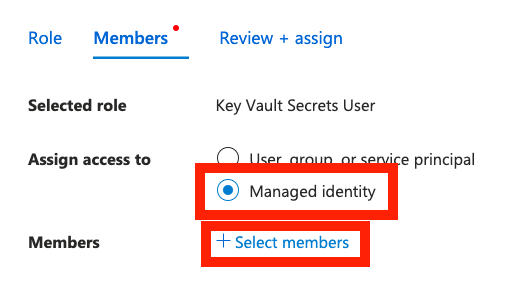 Role Members Review + assign
Selected role Key Vault Secrets User
Assign access to User, group, or service principal
Managed identity
Members + Select members